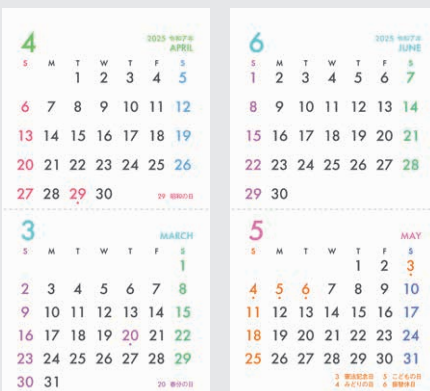 4
2025 令和7年
APRIL
S M T W T F S
1 2 3 4 5
6 7 8 9 10 11 12
13 14 15 16 17 18 19
20 21 22 23 24 25 26
27 28 29 30
29 昭和の日
3
MARCH
S M T W T F S
1
2 3 4 5 6 7 8
9 10 11 12 13 14 15
16 17 18 19 20 21 22
23 24 25 26 27 28 29
30 31
20 春分の日
6
2025 令和7年
JUNE
S M T W T F S
1 2 3 4 5 6 7
8 9 10 11 12 13 14
15 16 17 18 19 20 21
22 23 24 25 26 27 28
29 30
5
MAY
S M T W T F S
1 2 3
4 5 6 7 8 9 10
11 12 13 14 15 16 17
18 19 20 21 22 23 24
25 26 27 28 29 30 31
3 憲法記念日 5 こどもの日
4 みどりの日 6 振替休日